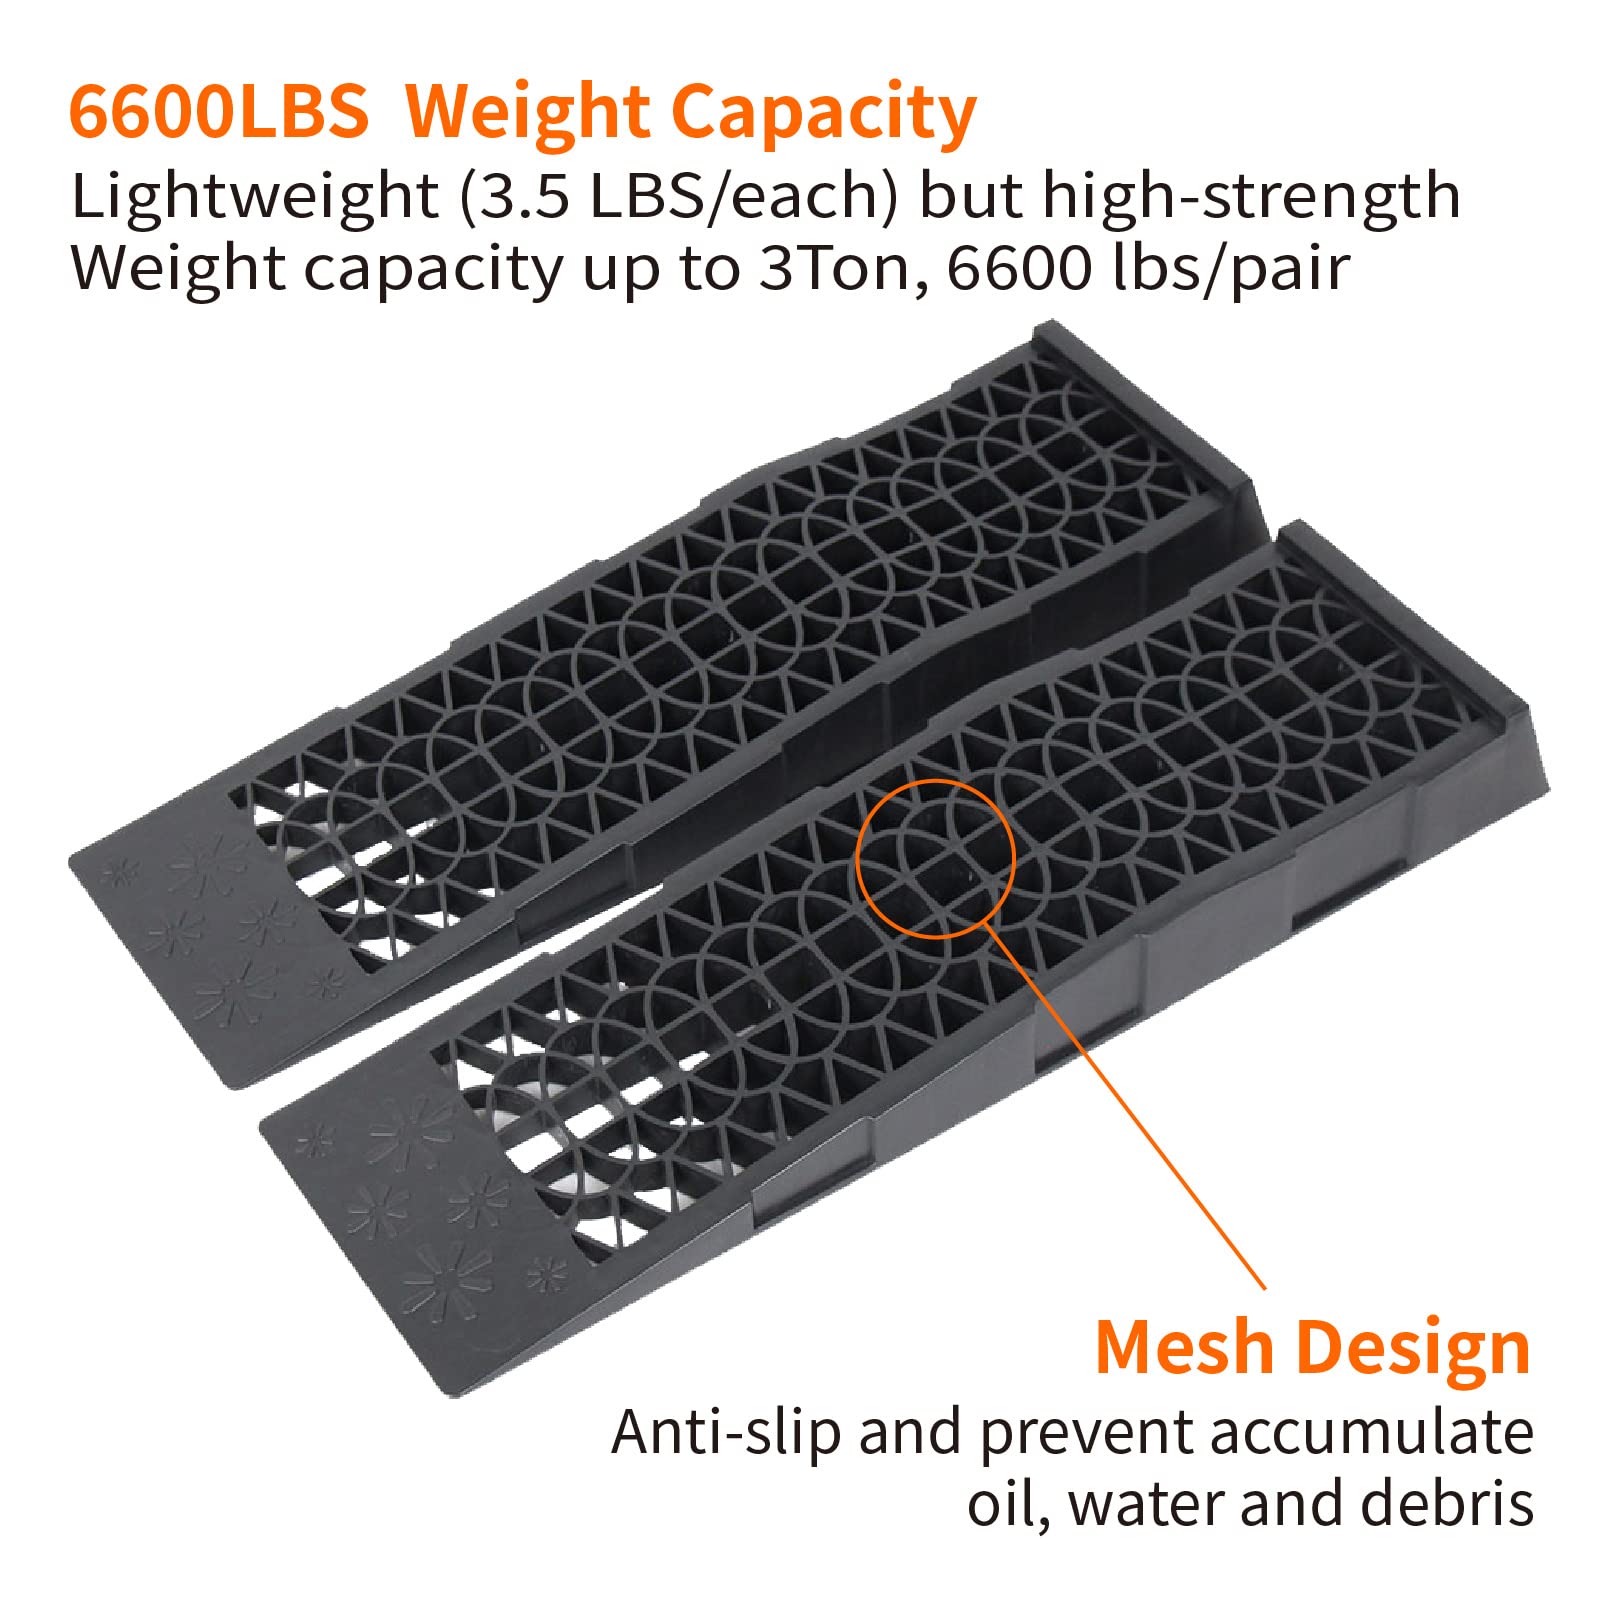 6600LBS Weight Capacity
Lightweight (3.5 LBS/each) but high-strength
Weight capacity up to 3Ton, 6600 lbs/pair
Mesh Design
Anti-slip and prevent accumulate
oil, water and debris